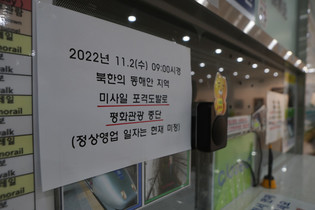 2022년 11.2(수) 09:00시경
북한의 동해안 지역
미사일 포격도발로
평화관광 중단
(정상영업 일자는 현재 미정)